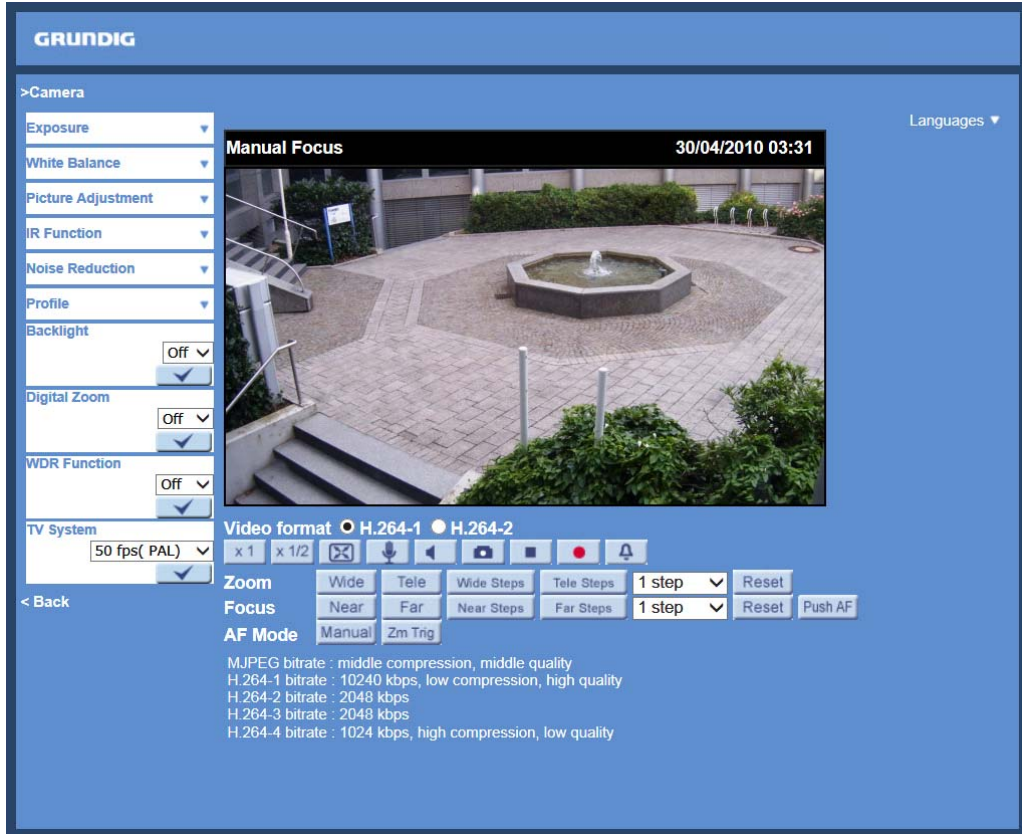 GRUNDIG
>Camera
Languages
Exposure
White Balance
Picture Adjustment
IR Function
Noise Reduction
Profile
Backlight
Off
Digital Zoom
Off
WDR Function
Off
TV System
50 fps( PAL)
< Back
Manual Focus 30/04/2010 03:31
Video format H.264-1 H.264-2
x 1 x 1/2
Zoom Wide Tele Wide Steps Tele Steps 1 step Reset
Focus Near Far Near Steps Far Steps 1 step Reset Push AF
AF Mode Manual Zm Trig
MJPEG bitrate : middle compression, middle quality
H.264-1 bitrate : 10240 kbps, low compression, high quality
H.264-2 bitrate : 2048 kbps
H.264-3 bitrate : 2048 kbps
H.264-4 bitrate : 1024 kbps, high compression, low quality